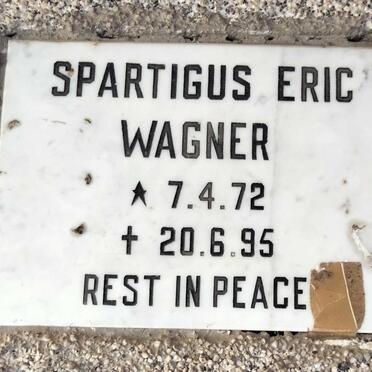 SPARTIGUS ERIC
WAGNER
★ 7.4.72
✝ 20.6.95
REST IN PEACE